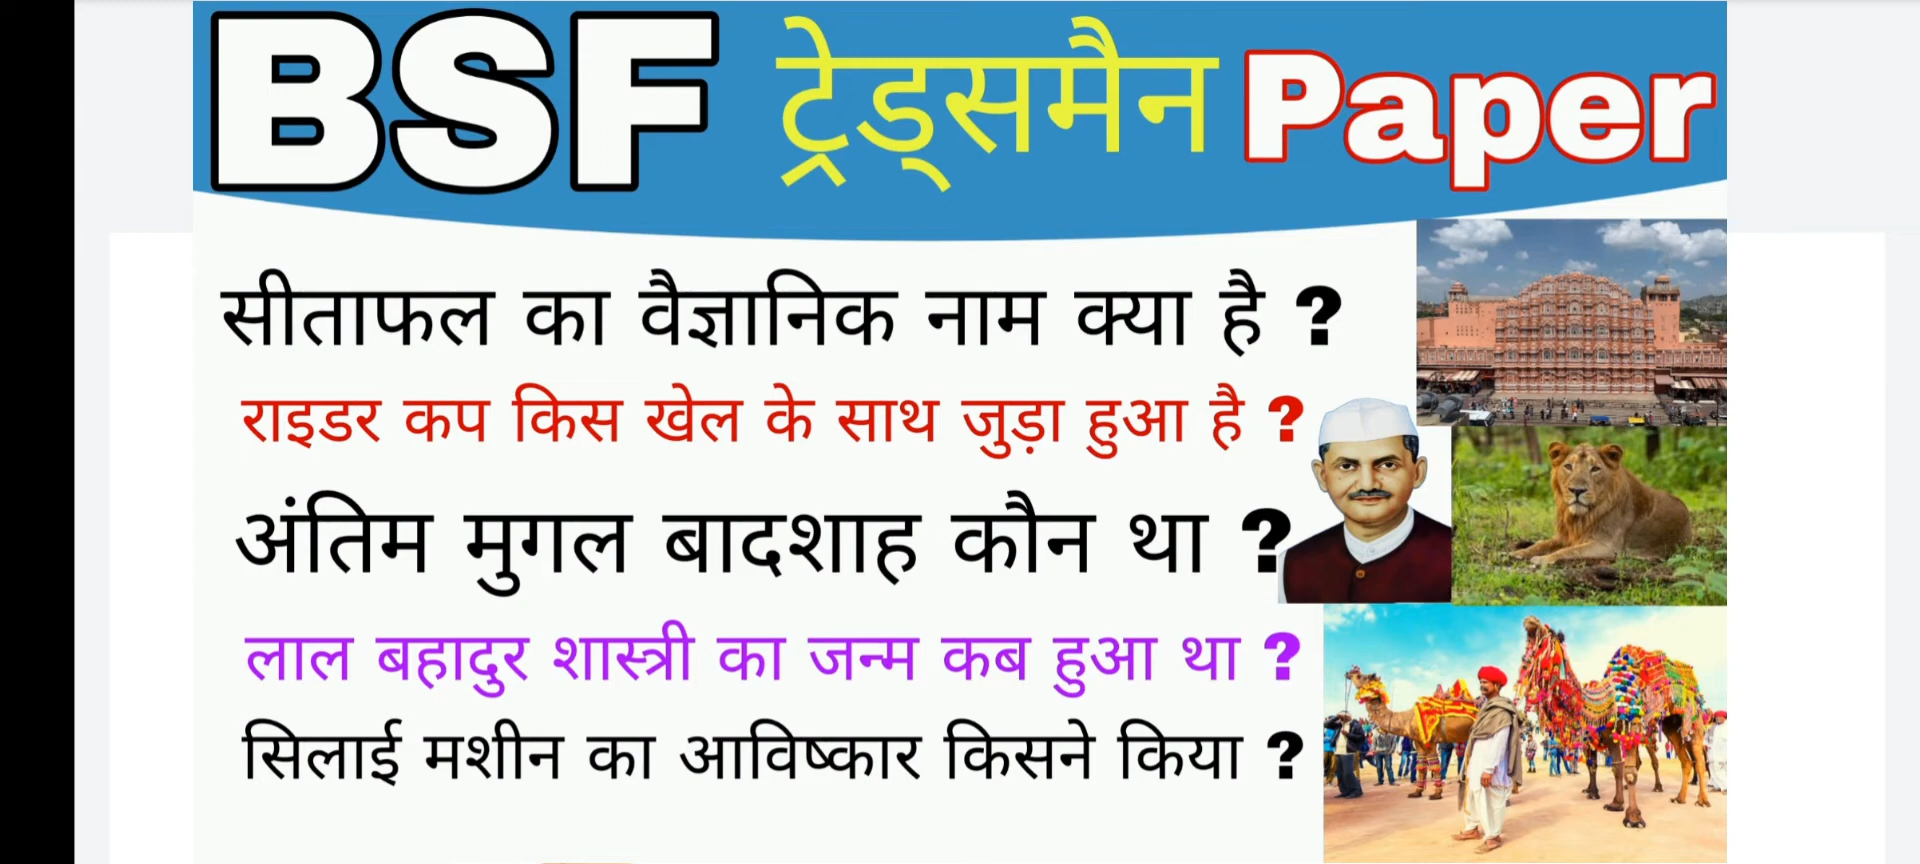 BSF ट्रेड्समैन Paper
सीताफल का वैज्ञानिक नाम क्या है ?
राइडर कप किस खेल के साथ जुड़ा हुआ है ?
अंतिम मुगल बादशाह कौन था ?
लाल बहादुर शास्त्री का जन्म कब हुआ था ?
सिलाई मशीन का आविष्कार किसने किया ?